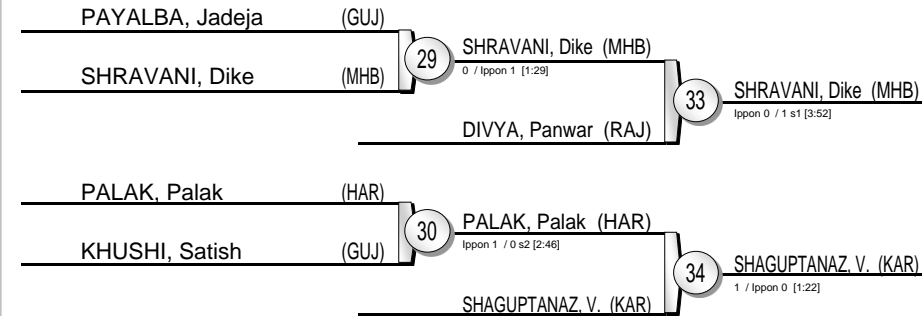 PAYALBA, Jadeja (GUJ)
29
SHRAVANI, Dike (MHB)
0 / Ippon 1 [1:29]
SHRAVANI, Dike (MHB)
33
SHRAVANI, Dike (MHB)
Ippon 0 / 1 s1 [3:52]
DIVYA, Panwar (RAJ)
PALAK, Palak (HAR)
30
PALAK, Palak (HAR)
Ippon 1 / 0 s2 [2:46]
KHUSHI, Satish (GUJ)
34
SHAGUPTANAZ, V. (KAR)
1 / Ippon 0 [1:22]
SHAGUPTANAZ, V. (KAR)